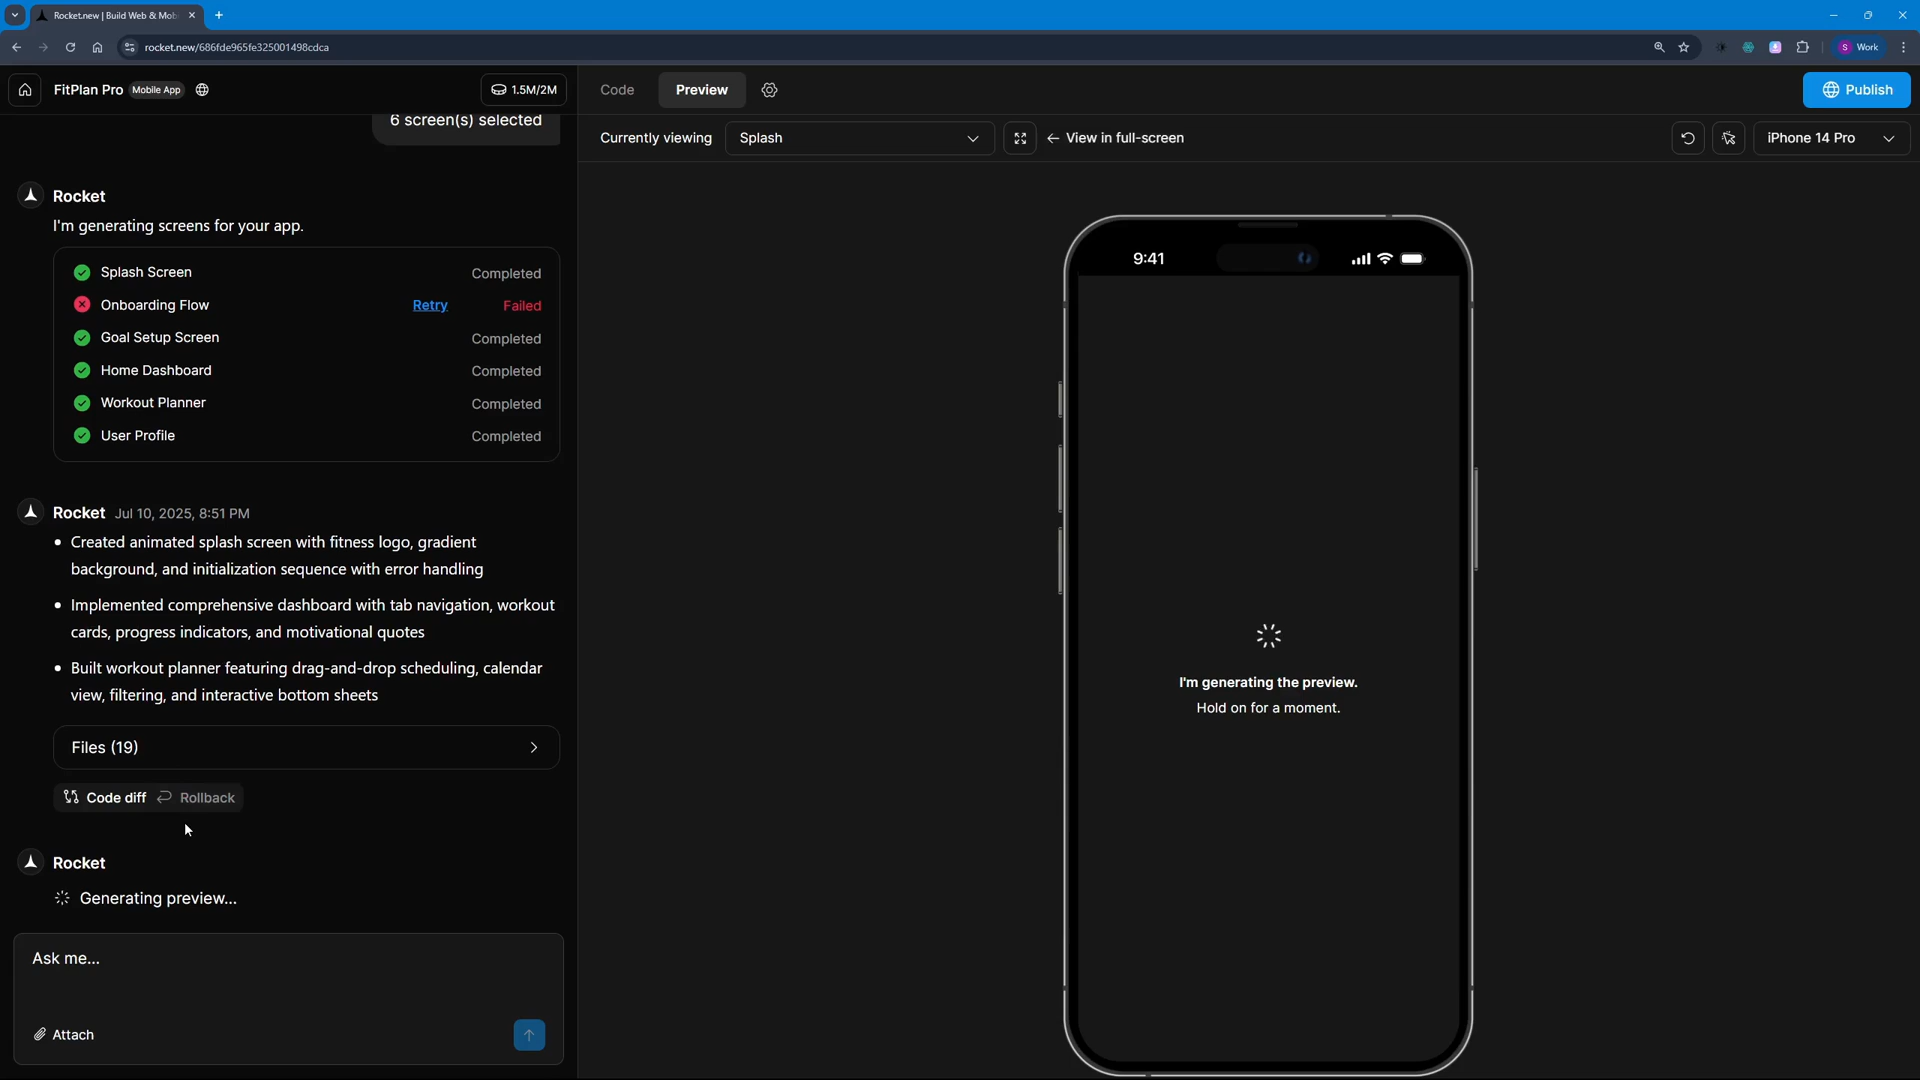 Rocket.new | Build Web & Mob
rocket.new/686fde965fe325001498cdca
S Work
FitPlan Pro Mobile App 1.5M/2M
Code Preview Publish
6 screen(s) selected
Currently viewing Splash View in full-screen iPhone 14 Pro
Rocket
I'm generating screens for your app.
Splash Screen Completed
Onboarding Flow Retry Failed
Goal Setup Screen Completed
Home Dashboard Completed
Workout Planner Completed
User Profile Completed
Rocket Jul 10, 2025, 8:51 PM
• Created animated splash screen with fitness logo, gradient
background, and initialization sequence with error handling
• Implemented comprehensive dashboard with tab navigation, workout
cards, progress indicators, and motivational quotes
• Built workout planner featuring drag-and-drop scheduling, calendar
view, filtering, and interactive bottom sheets
Files (19)
Code diff Rollback
Rocket
Generating preview...
Ask me...
Attach
9:41
I'm generating the preview.
Hold on for a moment.